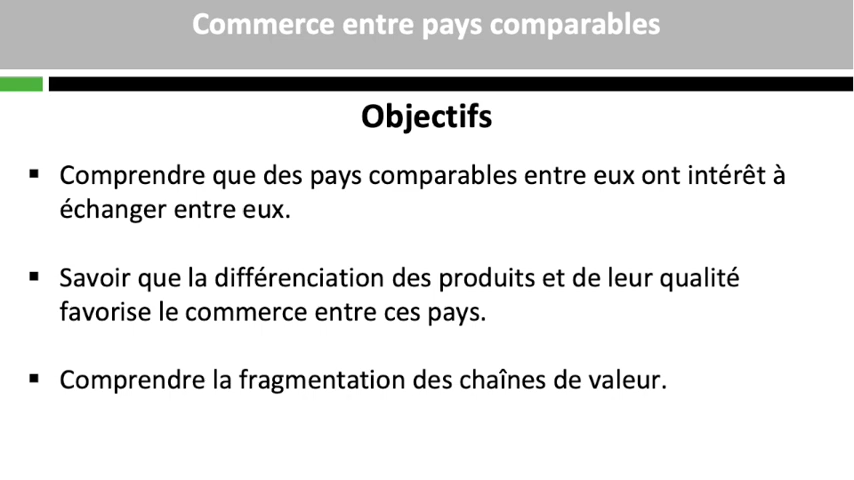 Commerce entre pays comparables
Objectifs
▪ Comprendre que des pays comparables entre eux ont intérêt à
échanger entre eux.
▪ Savoir que la différenciation des produits et de leur qualité
favorise le commerce entre ces pays.
▪ Comprendre la fragmentation des chaînes de valeur.